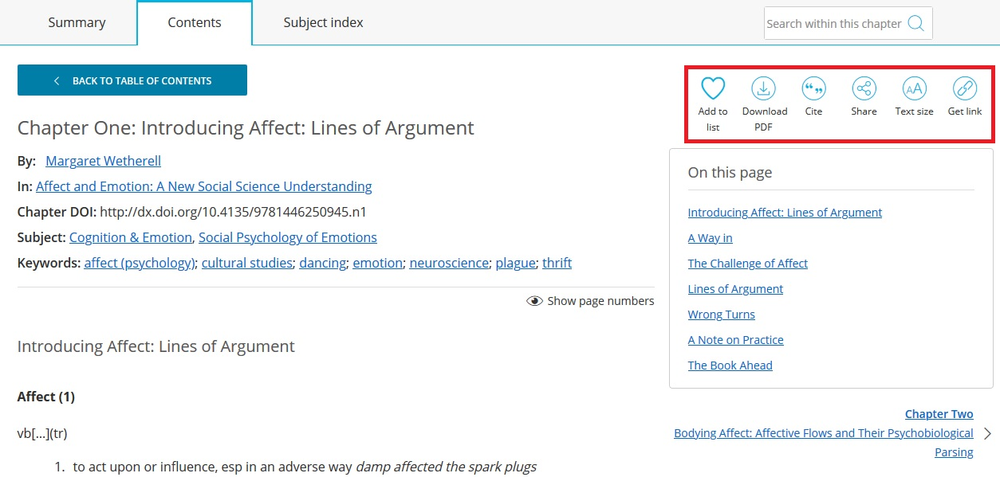 Summary
Contents
Subject index
Search within this chapter
BACK TO TABLE OF CONTENTS
Add to
list
Download
PDF
Cite
Share
AA
Text size
Get link
Chapter One: Introducing Affect: Lines of Argument
By: Margaret Wetherell
In: Affect and Emotion: A New Social Science Understanding
Chapter DOI: http://dx.doi.org/10.4135/9781446250945.n1
Subject: Cognition & Emotion, Social Psychology of Emotions
Keywords: affect (psychology); cultural studies; dancing; emotion; neuroscience; plague; thrift
Show page numbers
Introducing Affect: Lines of Argument
Affect (1)
vb[...](tr)
1. to act upon or influence, esp in an adverse way damp affected the spark plugs
On this page
Introducing Affect: Lines of Argument
A Way in
The Challenge of Affect
Lines of Argument
Wrong Turns
A Note on Practice
The Book Ahead
Chapter Two
Bodying Affect: Affective Flows and Their Psychobiological
Parsing